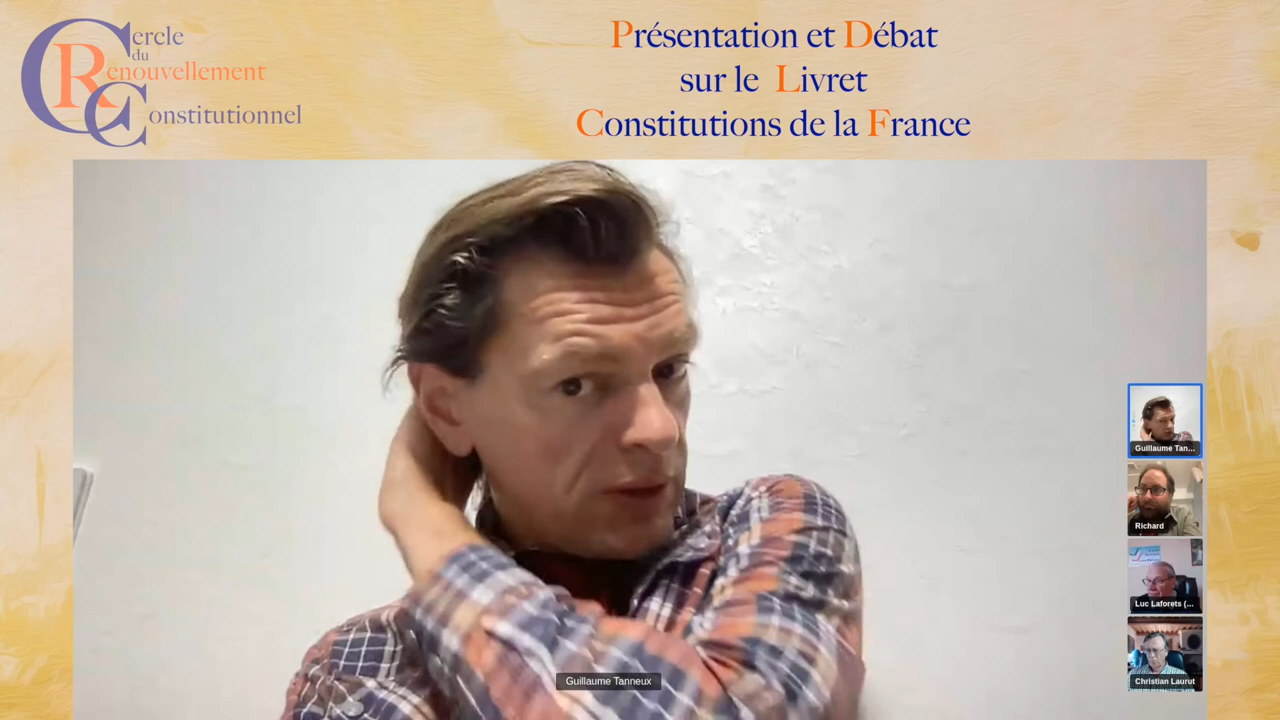 Cercle
du
Renouvellement
Constitutionnel
Présentation et Débat
sur le Livret
Constitutions de la France
Guillaume Tan...
Richard
Luc Laforets (...
Christian Laurut
Guillaume Tanneux